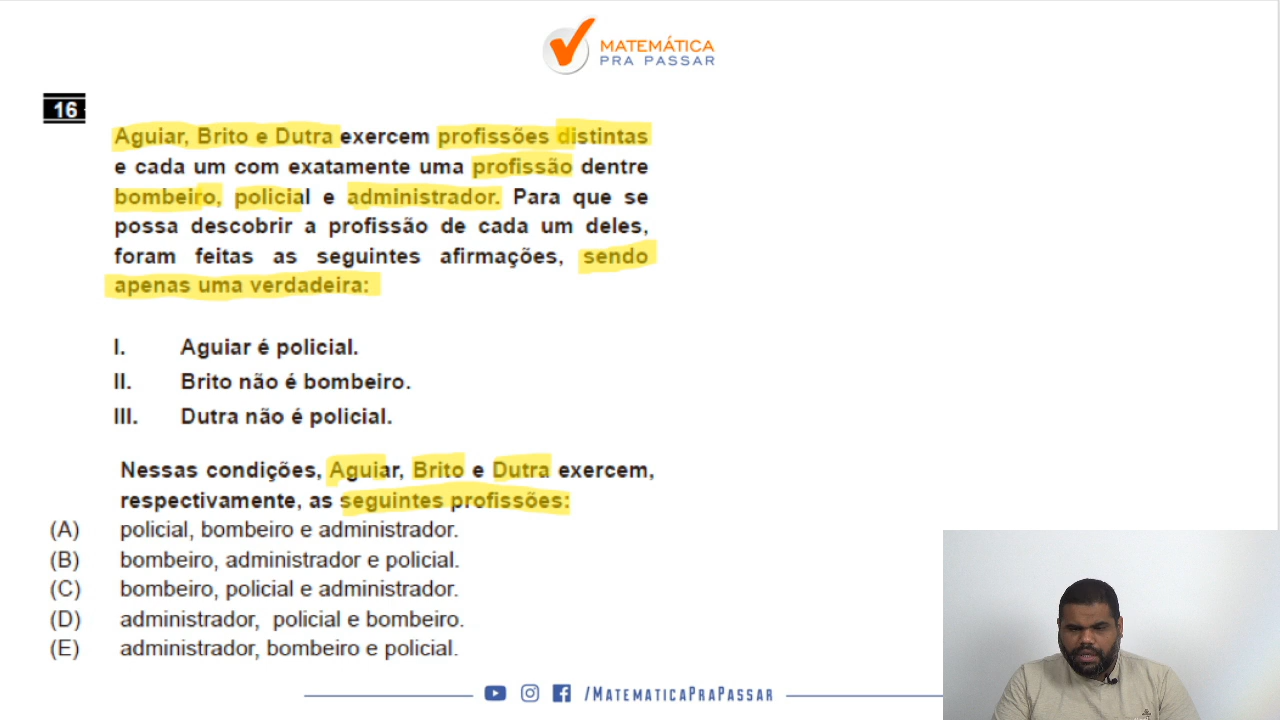 MATEMÁTICA
PRA PASSAR
16
Aguiar, Brito e Dutra exercem profissões distintas
e cada um com exatamente uma profissão dentre
bombeiro, policial e administrador. Para que se
possa descobrir a profissão de cada um deles,
foram feitas as seguintes afirmações, sendo
apenas uma verdadeira:
I. Aguiar é policial.
II. Brito não é bombeiro.
III. Dutra não é policial.
Nessas condições, Aguiar, Brito e Dutra exercem,
respectivamente, as seguintes profissões:
(A) policial, bombeiro e administrador.
(B) bombeiro, administrador e policial.
(C) bombeiro, policial e administrador.
(D) administrador, policial e bombeiro.
(E) administrador, bombeiro e policial.
/MATEMATICAPRAPASSAR